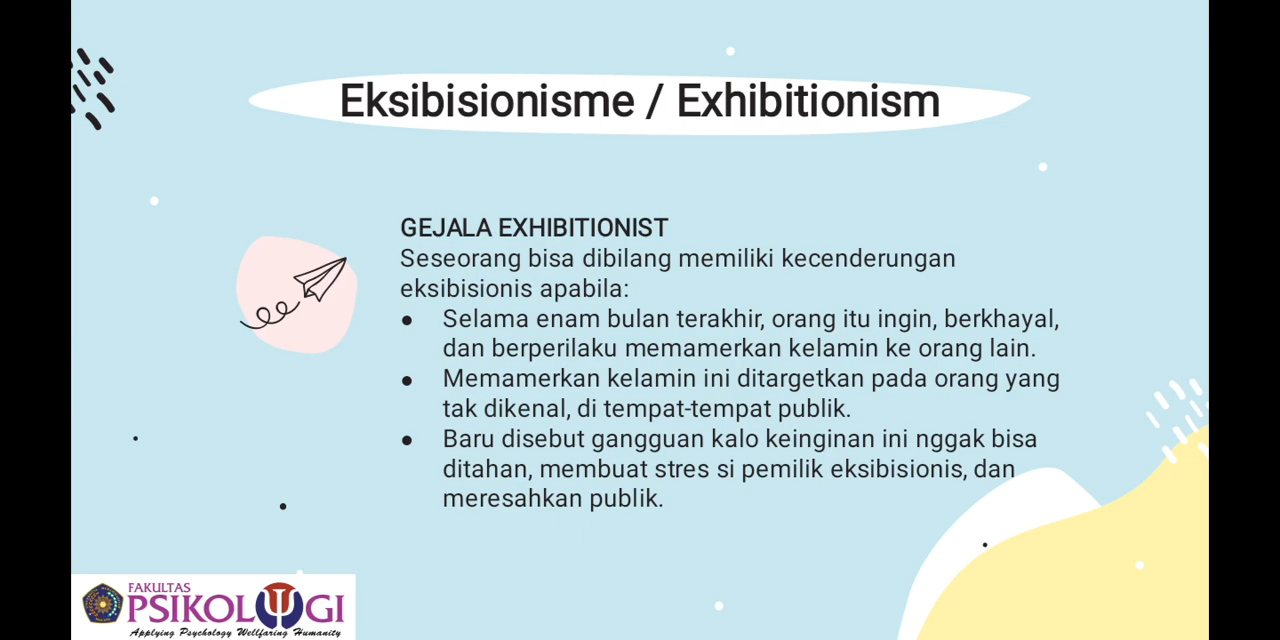 Eksibisionisme / Exhibitionism
GEJALA EXHIBITIONIST
Seseorang bisa dibilang memiliki kecenderungan
eksibisionis apabila:
● Selama enam bulan terakhir, orang itu ingin, berkhayal,
dan berperilaku memamerkan kelamin ke orang lain.
● Memamerkan kelamin ini ditargetkan pada orang yang
tak dikenal, di tempat-tempat publik.
● Baru disebut gangguan kalo keinginan ini nggak bisa
ditahan, membuat stres si pemilik eksibisionis, dan
meresahkan publik.
FAKULTAS
PSIKOLOGI
Applying Psychology Wellfaring Humanity